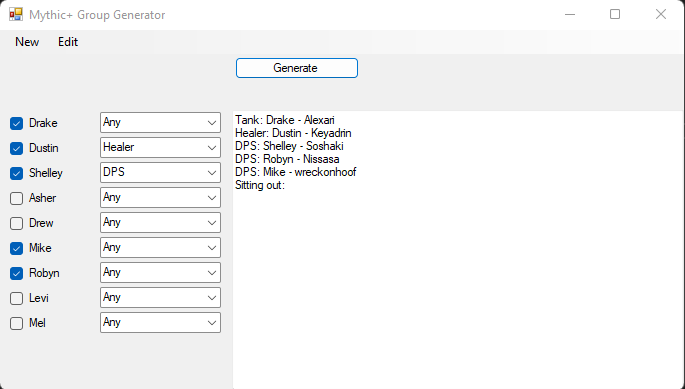 Mythic+ Group Generator
New Edit
Generate
Drake Any
Dustin Healer
Shelley DPS
Asher Any
Drew Any
Mike Any
Robyn Any
Levi Any
Mel Any
Tank: Drake - Alexari
Healer: Dustin - Keyadrin
DPS: Shelley - Soshaki
DPS: Robyn - Nissasa
DPS: Mike - wreckonhoof
Sitting out: